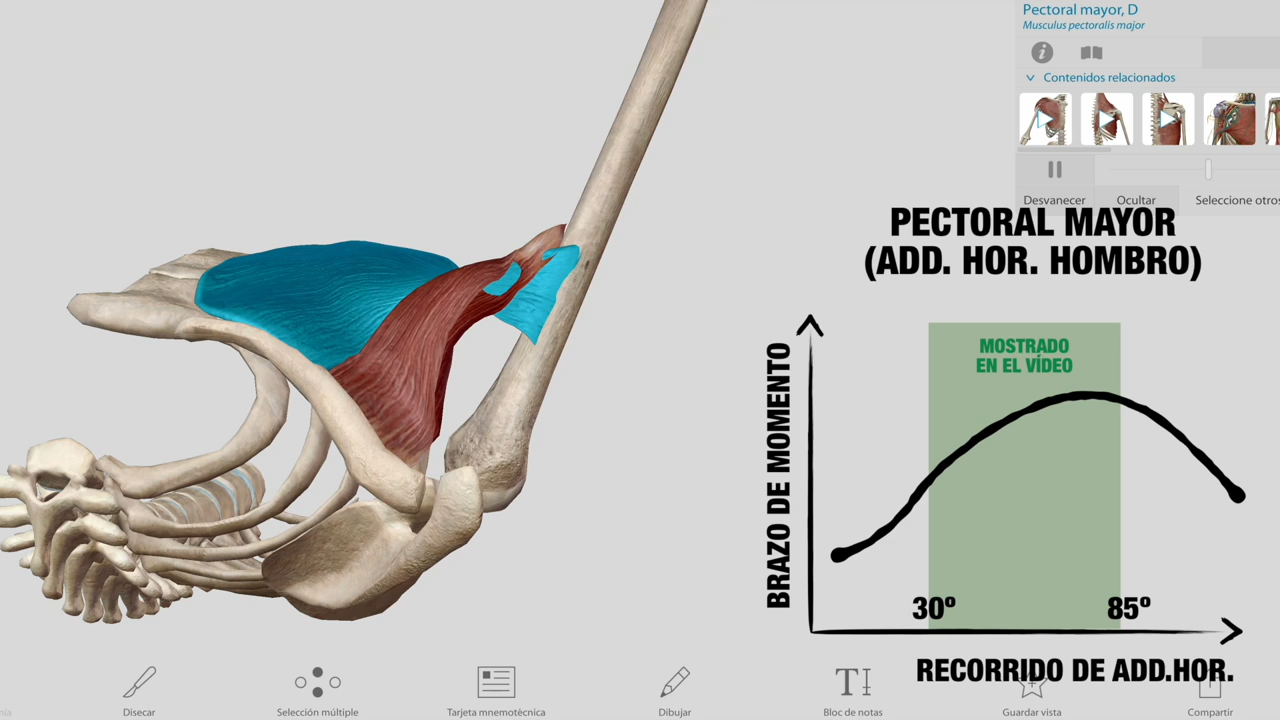 Pectoral mayor, D
Musculus pectoralis major
Contenidos relacionados
Desvanecer
Ocultar
Seleccione otros
PECTORAL MAYOR
(ADD. HOR. HOMBRO)
MOSTRADO
EN EL VÍDEO
BRAZO DE MOMENTO
30º
85º
RECORRIDO DE ADD.HOR.
Disecar
Selección múltiple
Tarjeta mnemotècnica
Dibujar
Bloc de notas
Guardar vista
Compartir